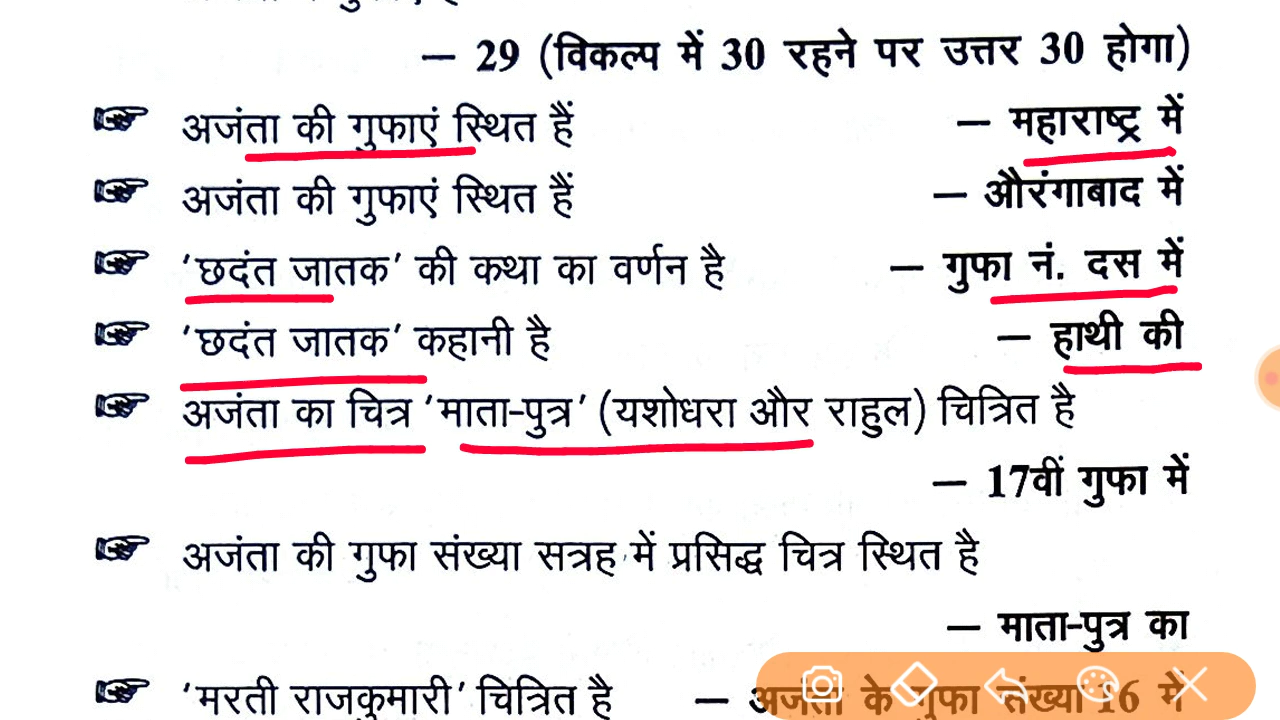 — 29 (विकल्प में 30 रहने पर उत्तर 30 होगा)
अजंता की गुफाएं स्थित हैं — महाराष्ट्र में
अजंता की गुफाएं स्थित हैं — औरंगाबाद में
'छदंत जातक' की कथा का वर्णन है — गुफा नं. दस में
'छदंत जातक' कहानी है — हाथी की
अजंता का चित्र 'माता-पुत्र' (यशोधरा और राहुल) चित्रित है
— 17वीं गुफा में
अजंता की गुफा संख्या सत्रह में प्रसिद्ध चित्र स्थित है
— माता-पुत्र का
'मरती राजकुमारी' चित्रित है — अजंता के गुफा संख्या 16 में